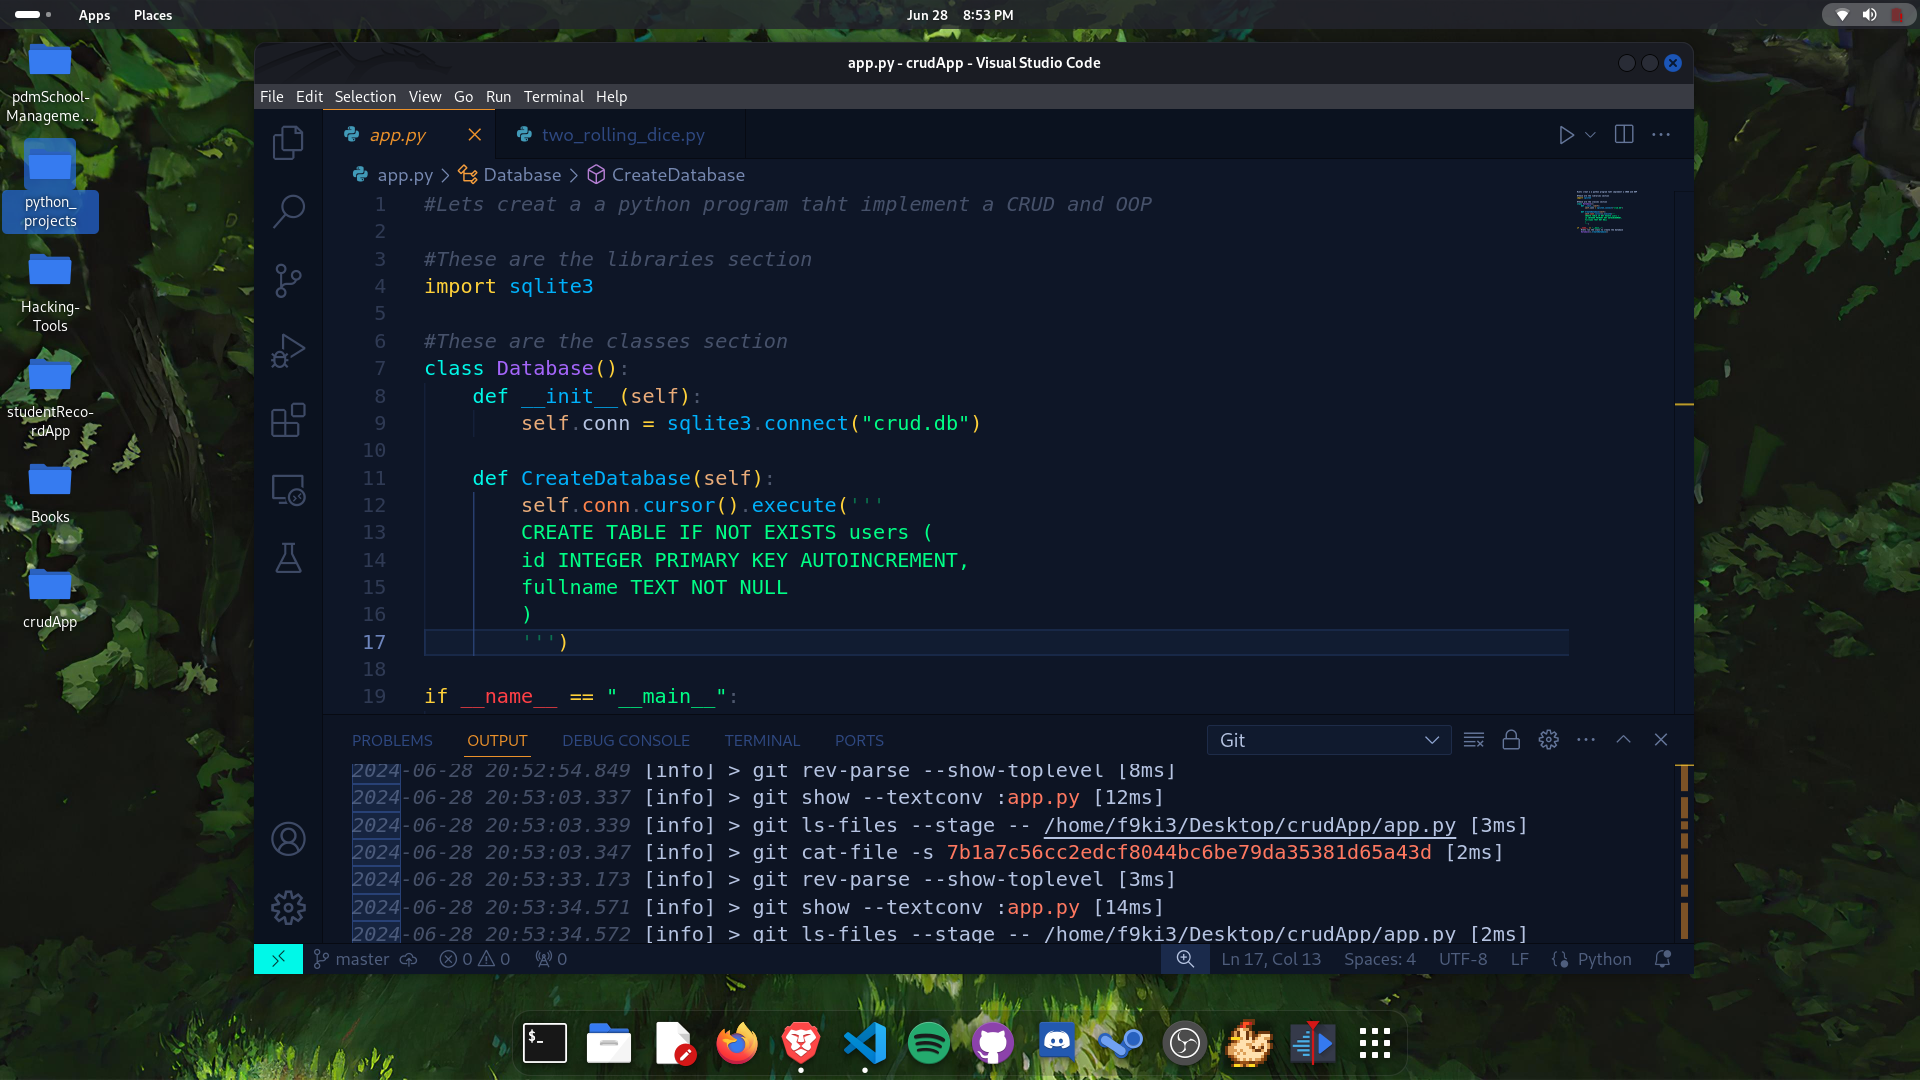 Apps Places
Jun 28 8:53 PM
pdmSchool-
Manageme...
python_
projects
Hacking-
Tools
studentReco-
rdApp
Books
crudApp
app.py - crudApp - Visual Studio Code
File Edit Selection View Go Run Terminal Help
app.py two_rolling_dice.py
app.py > Database > CreateDatabase
1 #Lets creat a a python program taht implement a CRUD and OOP
2
3 #These are the libraries section
4 import sqlite3
5
6 #These are the classes section
7 class Database():
8 def __init__(self):
9 self.conn = sqlite3.connect("crud.db")
10
11 def CreateDatabase(self):
12 self.conn.cursor().execute('''
13 CREATE TABLE IF NOT EXISTS users (
14 id INTEGER PRIMARY KEY AUTOINCREMENT,
15 fullname TEXT NOT NULL
16 )
17 ''')
18
19 if __name__ == "__main__":
PROBLEMS OUTPUT DEBUG CONSOLE TERMINAL PORTS
Git
2024-06-28 20:52:54.849 [info] > git rev-parse --show-toplevel [8ms]
2024-06-28 20:53:03.337 [info] > git show --textconv :app.py [12ms]
2024-06-28 20:53:03.339 [info] > git ls-files --stage -- /home/f9ki3/Desktop/crudApp/app.py [3ms]
2024-06-28 20:53:03.347 [info] > git cat-file -s 7b1a7c56cc2edcf8044bc6be79da35381d65a43d [2ms]
2024-06-28 20:53:33.173 [info] > git rev-parse --show-toplevel [3ms]
2024-06-28 20:53:34.571 [info] > git show --textconv :app.py [14ms]
2024-06-28 20:53:34.572 [info] > git ls-files --stage -- /home/f9ki3/Desktop/crudApp/app.py [2ms]
master 0 0 0 Ln 17, Col 13 Spaces: 4 UTF-8 LF Python
$_